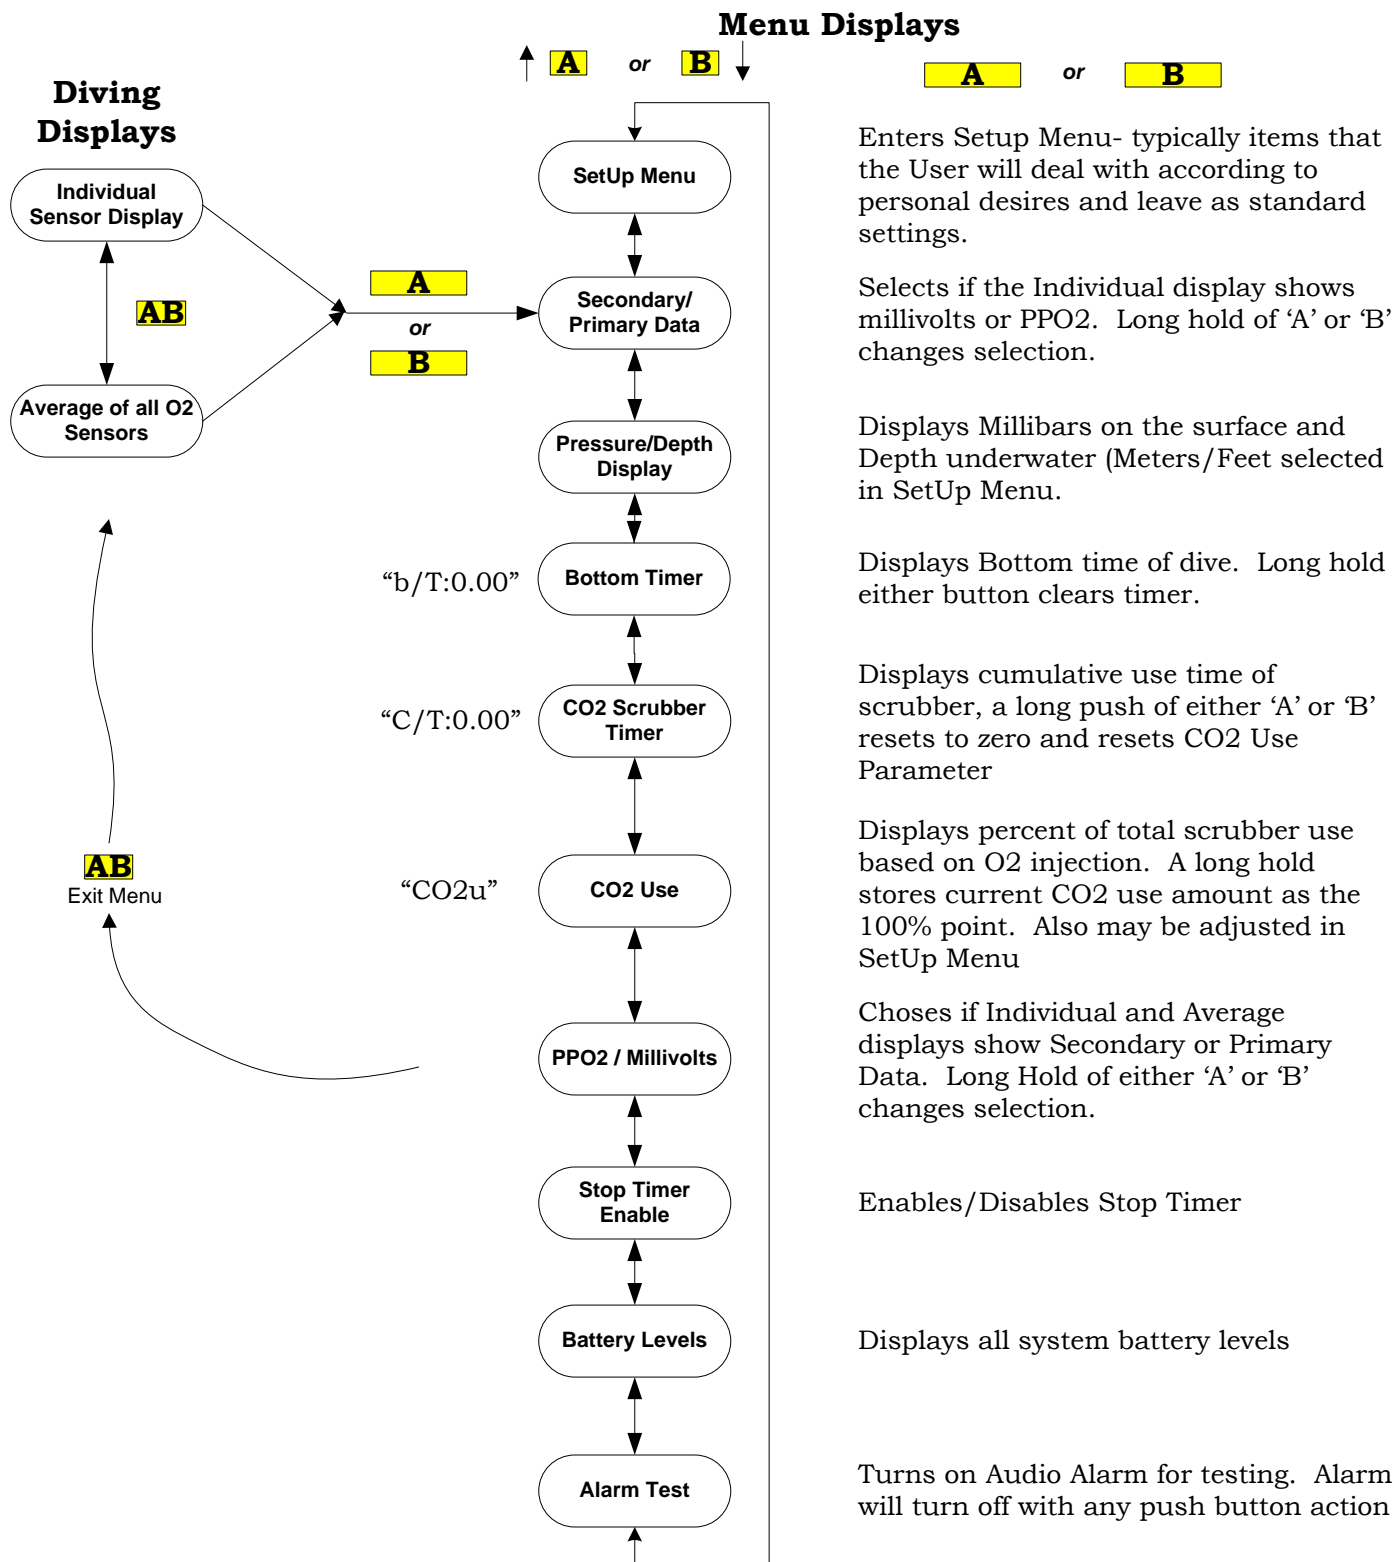 Menu Displays
A or B
A or B
Diving
Displays
Individual
Sensor Display
AB
Average of all O2
Sensors
A
or
B
AB
Exit Menu
SetUp Menu
Enters Setup Menu- typically items that
the User will deal with according to
personal desires and leave as standard
settings.
Secondary/
Primary Data
Selects if the Individual display shows
millivolts or PPO2.  Long hold of ‘A’ or ‘B’
changes selection.
Pressure/Depth
Display
Displays Millibars on the surface and
Depth underwater (Meters/Feet selected
in SetUp Menu.
“b/T:0.00”
Bottom Timer
Displays Bottom time of dive.  Long hold
either button clears timer.
“C/T:0.00”
CO2 Scrubber
Timer
Displays cumulative use time of
scrubber, a long push of either ‘A’ or ‘B’
resets to zero and resets CO2 Use
Parameter
“CO2u”
CO2 Use
Displays percent of total scrubber use
based on O2 injection.  A long hold
stores current CO2 use amount as the
100% point.  Also may be adjusted in
SetUp Menu
PPO2 / Millivolts
Choses if Individual and Average
displays show Secondary or Primary
Data.  Long Hold of either ‘A’ or ‘B’
changes selection.
Stop Timer
Enable
Enables/Disables Stop Timer
Battery Levels
Displays all system battery levels
Alarm Test
Turns on Audio Alarm for testing.  Alarm
will turn off with any push button action